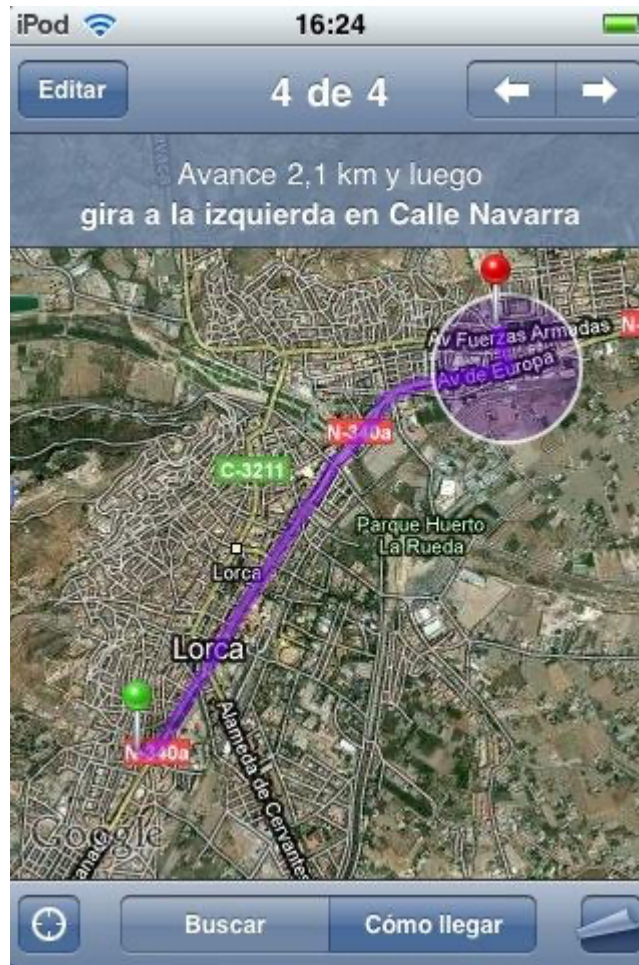 iPod 16:24
Editar 4 de 4
Avance 2,1 km y luego
gira a la izquierda en Calle Navarra
Av Fuerzas Armadas N-
Av de Europa
N-340a
C-3211
Parque Huerto
La Rueda
Lorca
Lorca
N-340a
Alameda de Cervantes
Google
Buscar Cómo llegar